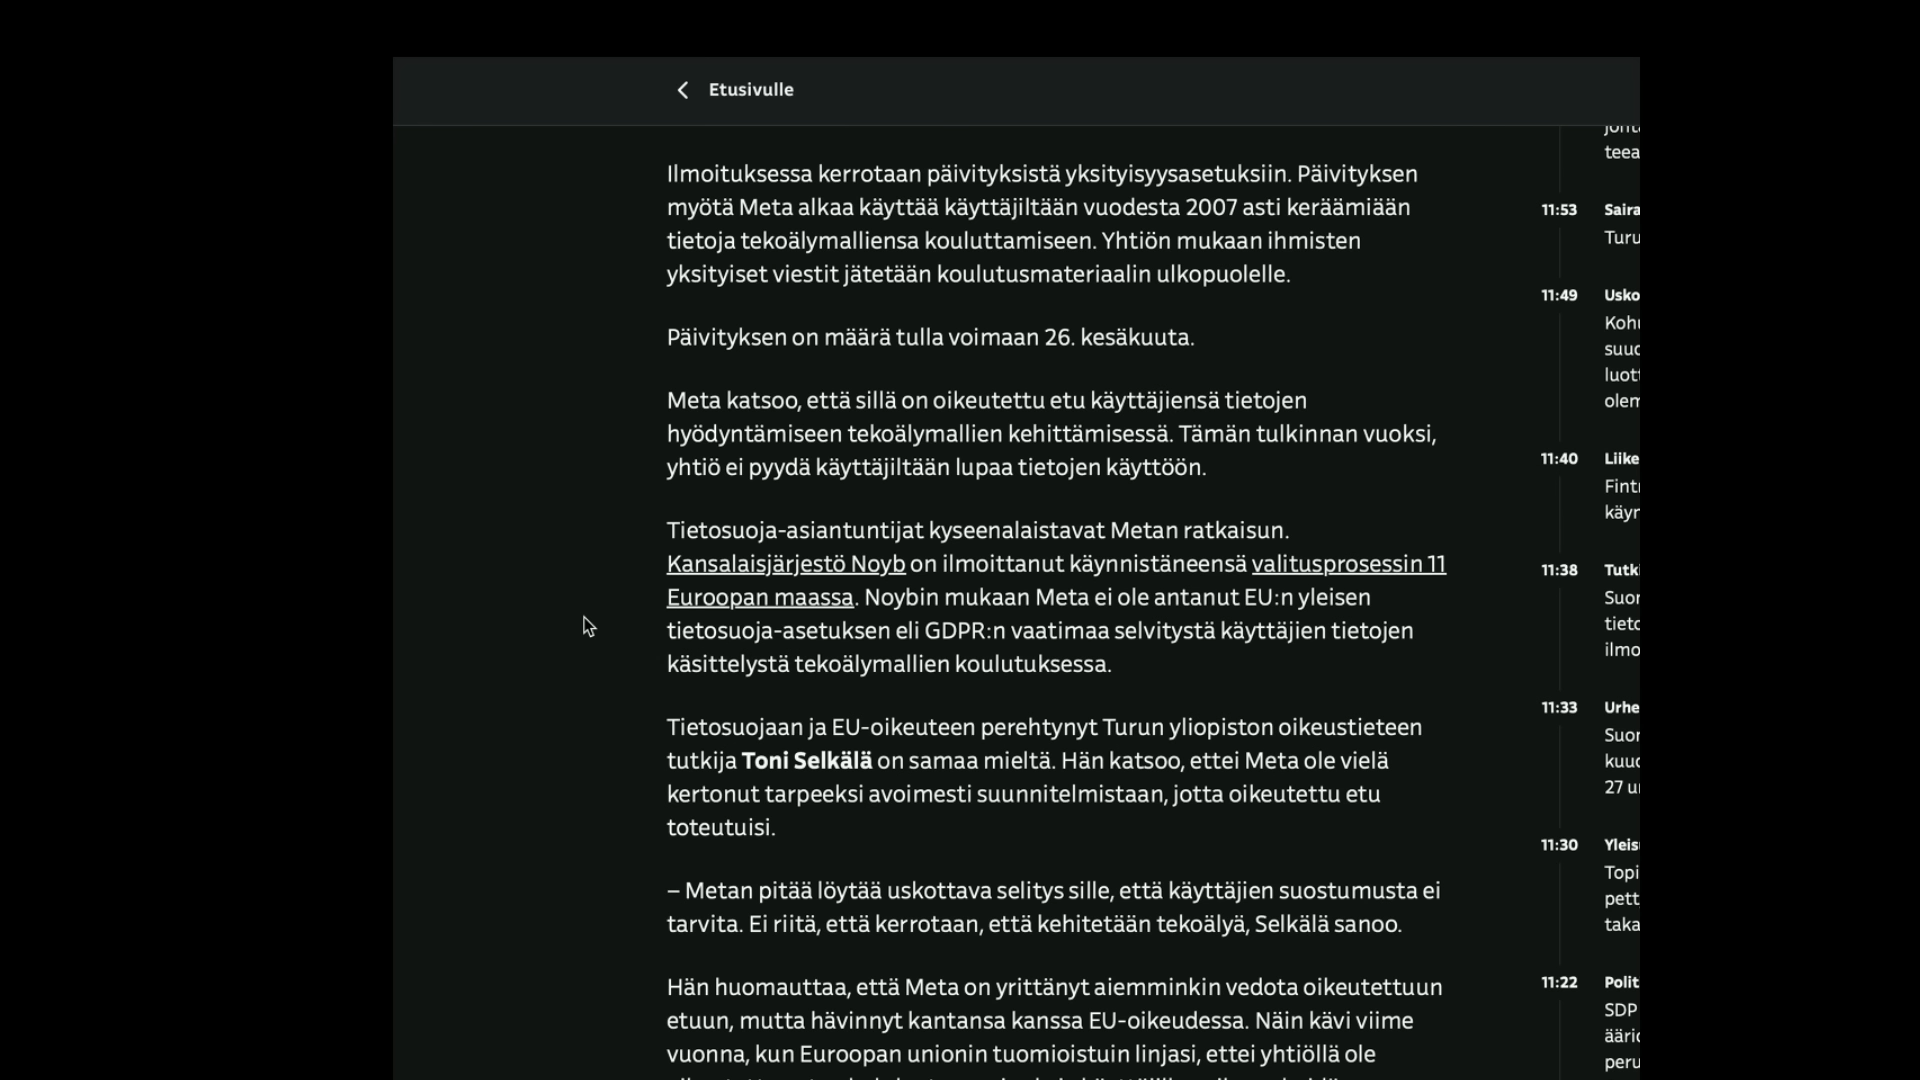 Etusivulle
Ilmoituksessa kerrotaan päivityksistä yksityisyysasetuksiin. Päivityksen
myötä Meta alkaa käyttää käyttäjiltään vuodesta 2007 asti keräämiään
tietoja tekoälymalliensa kouluttamiseen. Yhtiön mukaan ihmisten
yksityiset viestit jätetään koulutusmateriaalin ulkopuolelle.
Päivityksen on määrä tulla voimaan 26. kesäkuuta.
Meta katsoo, että sillä on oikeutettu etu käyttäjiensä tietojen
hyödyntämiseen tekoälymallien kehittämisessä. Tämän tulkinnan vuoksi,
yhtiö ei pyydä käyttäjiltään lupaa tietojen käyttöön.
Tietosuoja-asiantuntijat kyseenalaistavat Metan ratkaisun.
Kansalaisjärjestö Noyb on ilmoittanut käynnistäneensä valitusprosessin 11
Euroopan maassa. Noybin mukaan Meta ei ole antanut EU:n yleisen
tietosuoja-asetuksen eli GDPR:n vaatimaa selvitystä käyttäjien tietojen
käsittelystä tekoälymallien koulutuksessa.
Tietosuojaan ja EU-oikeuteen perehtynyt Turun yliopiston oikeustieteen
tutkija Toni Selkälä on samaa mieltä. Hän katsoo, ettei Meta ole vielä
kertonut tarpeeksi avoimesti suunnitelmistaan, jotta oikeutettu etu
toteutuisi.
– Metan pitää löytää uskottava selitys sille, että käyttäjien suostumusta ei
tarvita. Ei riitä, että kerrotaan, että kehitetään tekoälyä, Selkälä sanoo.
Hän huomauttaa, että Meta on yrittänyt aiemminkin vedota oikeutettuun
etuun, mutta hävinnyt kantansa kanssa EU-oikeudessa. Näin kävi viime
vuonna, kun Euroopan unionin tuomioistuin linjasi, ettei yhtiöllä ole
teea
11:53 Saira
Turu
11:49 Usko
Koh
suu
luot
olem
11:40 Liike
Fint
käyr
11:38 Tutk
Suor
tieto
ilmo
11:33 Urhe
Suor
kuu
27 u
11:30 Yleis
Topi
pett
taka
11:22 Polit
SDP
ääri
peru